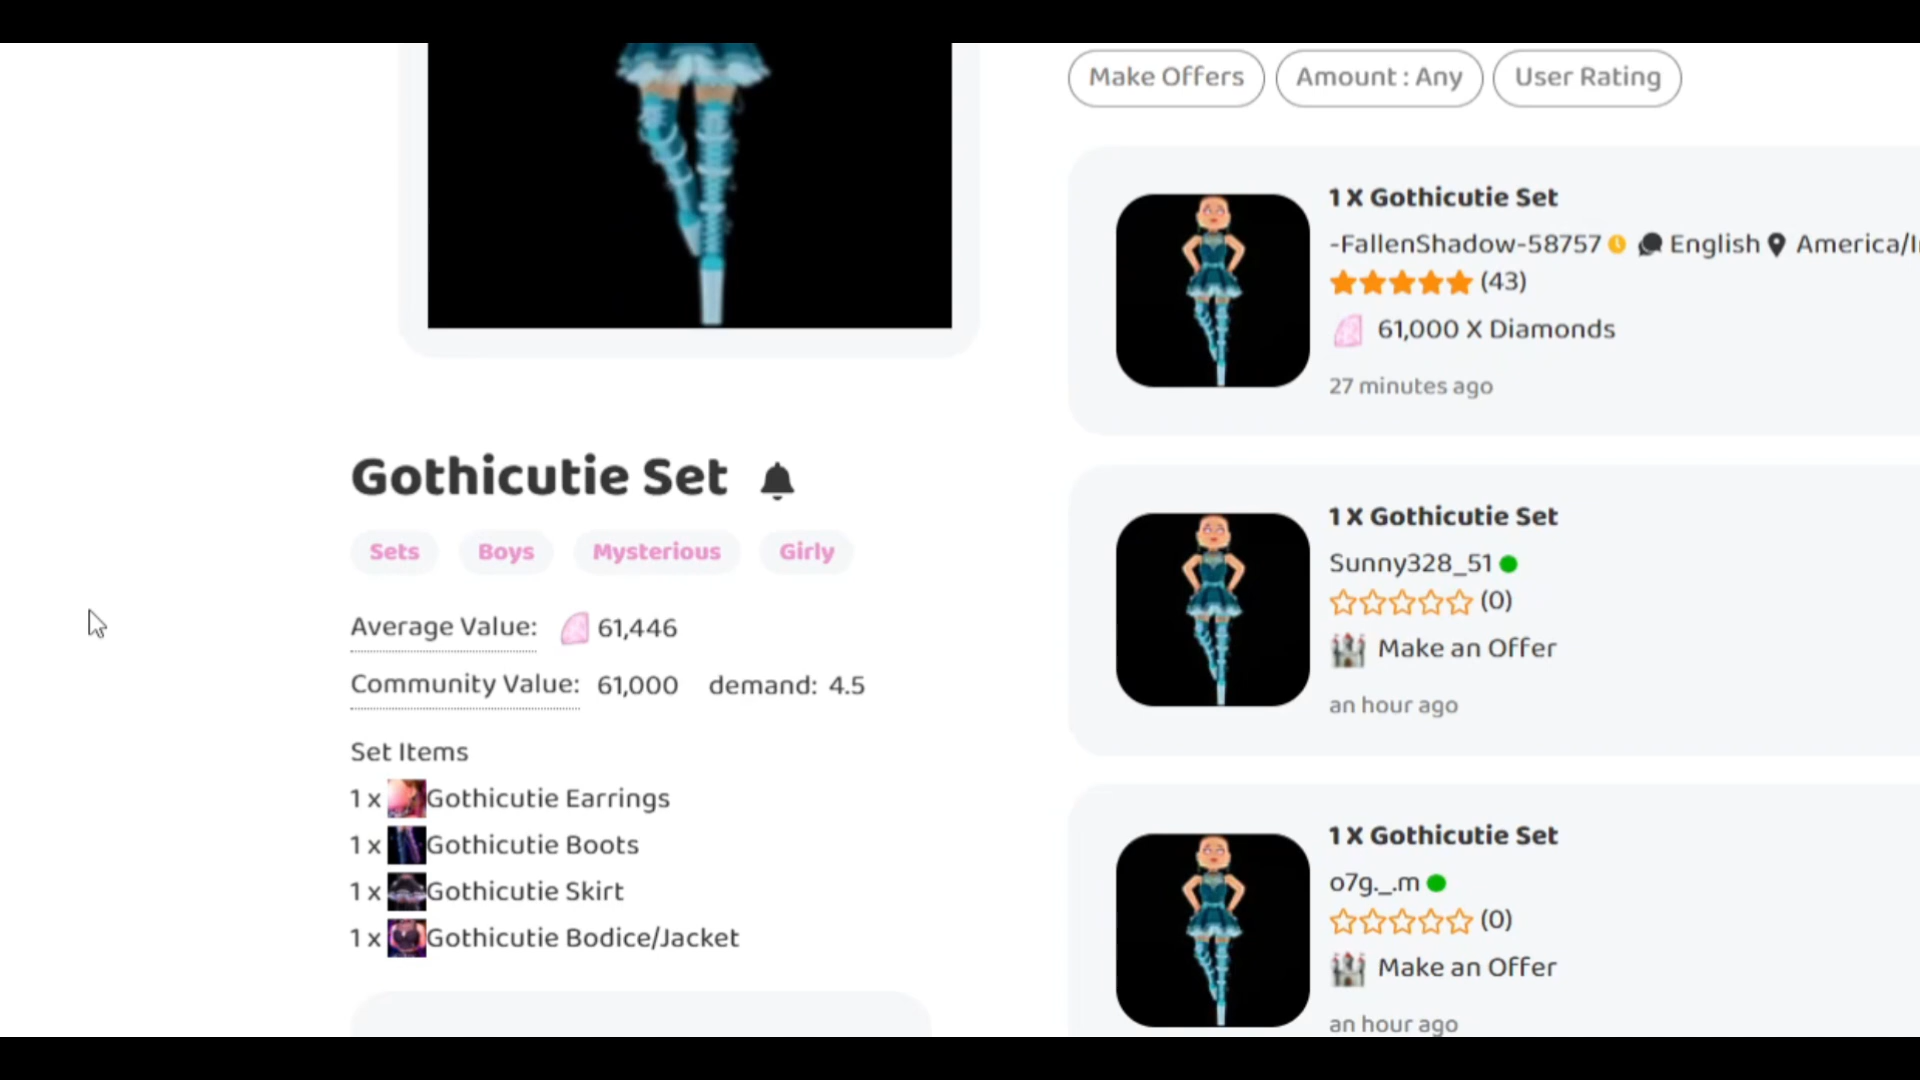 Make Offers
Amount : Any
User Rating
1 X Gothicutie Set
-FallenShadow-58757 English America/I
(43)
61,000 X Diamonds
27 minutes ago
Gothicutie Set
Sets
Boys
Mysterious
Girly
Average Value: 61,446
Community Value: 61,000 demand: 4.5
Set Items
1 x Gothicutie Earrings
1 x Gothicutie Boots
1 x Gothicutie Skirt
1 x Gothicutie Bodice/Jacket
1 X Gothicutie Set
Sunny328_51
(0)
Make an Offer
an hour ago
1 X Gothicutie Set
o7g._.m
(0)
Make an Offer
an hour ago